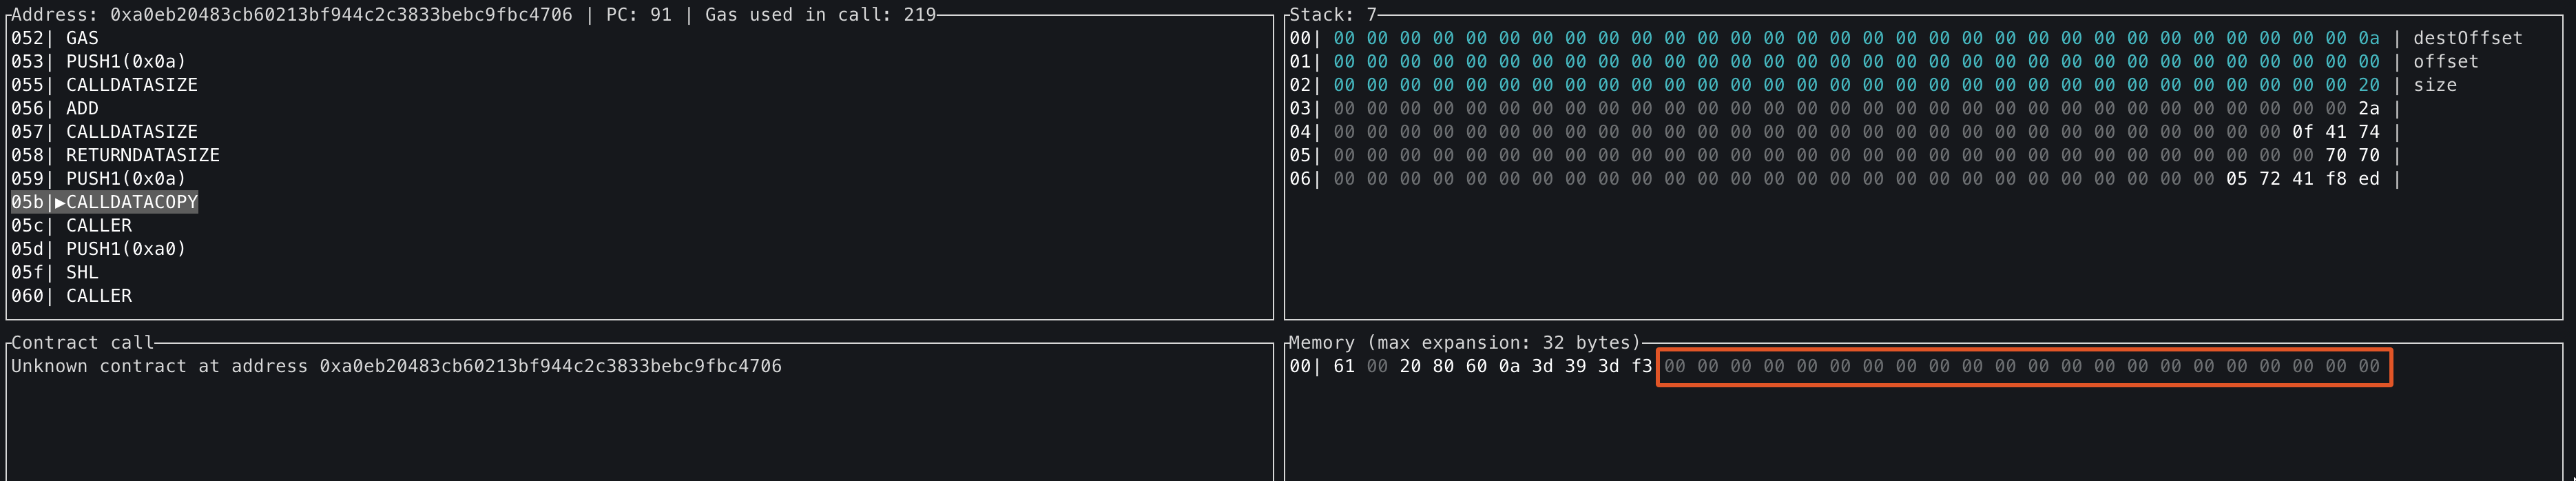 Address: 0xa0eb20483cb60213bf944c2c3833bebc9fbc4706 | PC: 91 | Gas used in call: 219
052| GAS
053| PUSH1(0x0a)
055| CALLDATASIZE
056| ADD
057| CALLDATASIZE
058| RETURNDATASIZE
059| PUSH1(0x0a)
05b|▶CALLDATACOPY
05c| CALLER
05d| PUSH1(0xa0)
05f| SHL
060| CALLER
Stack: 7
00| 00 00 00 00 00 00 00 00 00 00 00 00 00 00 00 00 00 00 00 00 00 00 00 00 00 00 00 00 00 00 00 0a | destOffset
01| 00 00 00 00 00 00 00 00 00 00 00 00 00 00 00 00 00 00 00 00 00 00 00 00 00 00 00 00 00 00 00 00 | offset
02| 00 00 00 00 00 00 00 00 00 00 00 00 00 00 00 00 00 00 00 00 00 00 00 00 00 00 00 00 00 00 00 20 | size
03| 00 00 00 00 00 00 00 00 00 00 00 00 00 00 00 00 00 00 00 00 00 00 00 00 00 00 00 00 00 00 00 2a |
04| 00 00 00 00 00 00 00 00 00 00 00 00 00 00 00 00 00 00 00 00 00 00 00 00 00 00 00 00 00 0f 41 74 |
05| 00 00 00 00 00 00 00 00 00 00 00 00 00 00 00 00 00 00 00 00 00 00 00 00 00 00 00 00 00 00 70 70 |
06| 00 00 00 00 00 00 00 00 00 00 00 00 00 00 00 00 00 00 00 00 00 00 00 00 00 00 00 05 72 41 f8 ed |
Contract call
Unknown contract at address 0xa0eb20483cb60213bf944c2c3833bebc9fbc4706
Memory (max expansion: 32 bytes)
00| 61 00 20 80 60 0a 3d 39 3d f3 00 00 00 00 00 00 00 00 00 00 00 00 00 00 00 00 00 00 00 00 00 00